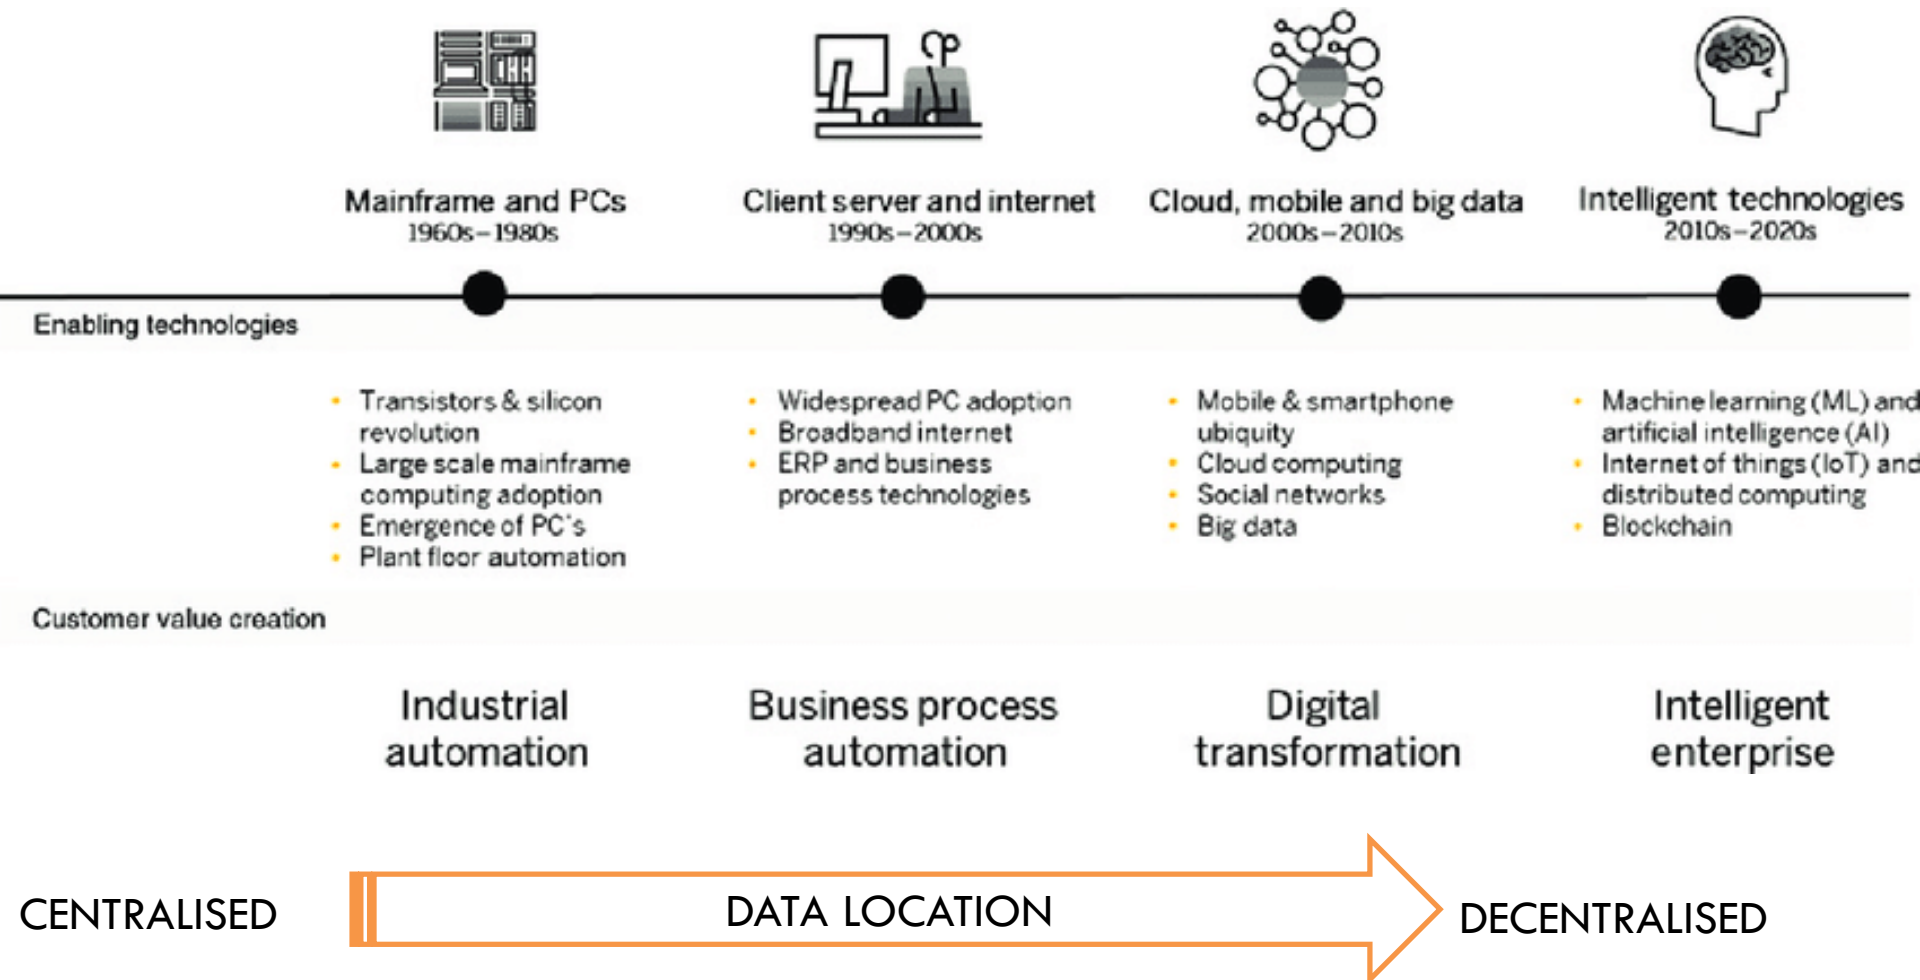 Mainframe and PCs
1960s–1980s
Client server and internet
1990s–2000s
Cloud, mobile and big data
2000s–2010s
Intelligent technologies
2010s–2020s
Enabling technologies
• Transistors & silicon
revolution
• Large scale mainframe
computing adoption
• Emergence of PC's
• Plant floor automation
• Widespread PC adoption
• Broadband internet
• ERP and business
process technologies
• Mobile & smartphone
ubiquity
• Cloud computing
• Social networks
• Big data
• Machine learning (ML) and
artificial intelligence (AI)
• Internet of things (IoT) and
distributed computing
• Blockchain
Customer value creation
Industrial
automation
Business process
automation
Digital
transformation
Intelligent
enterprise
CENTRALISED
DATA LOCATION
DECENTRALISED